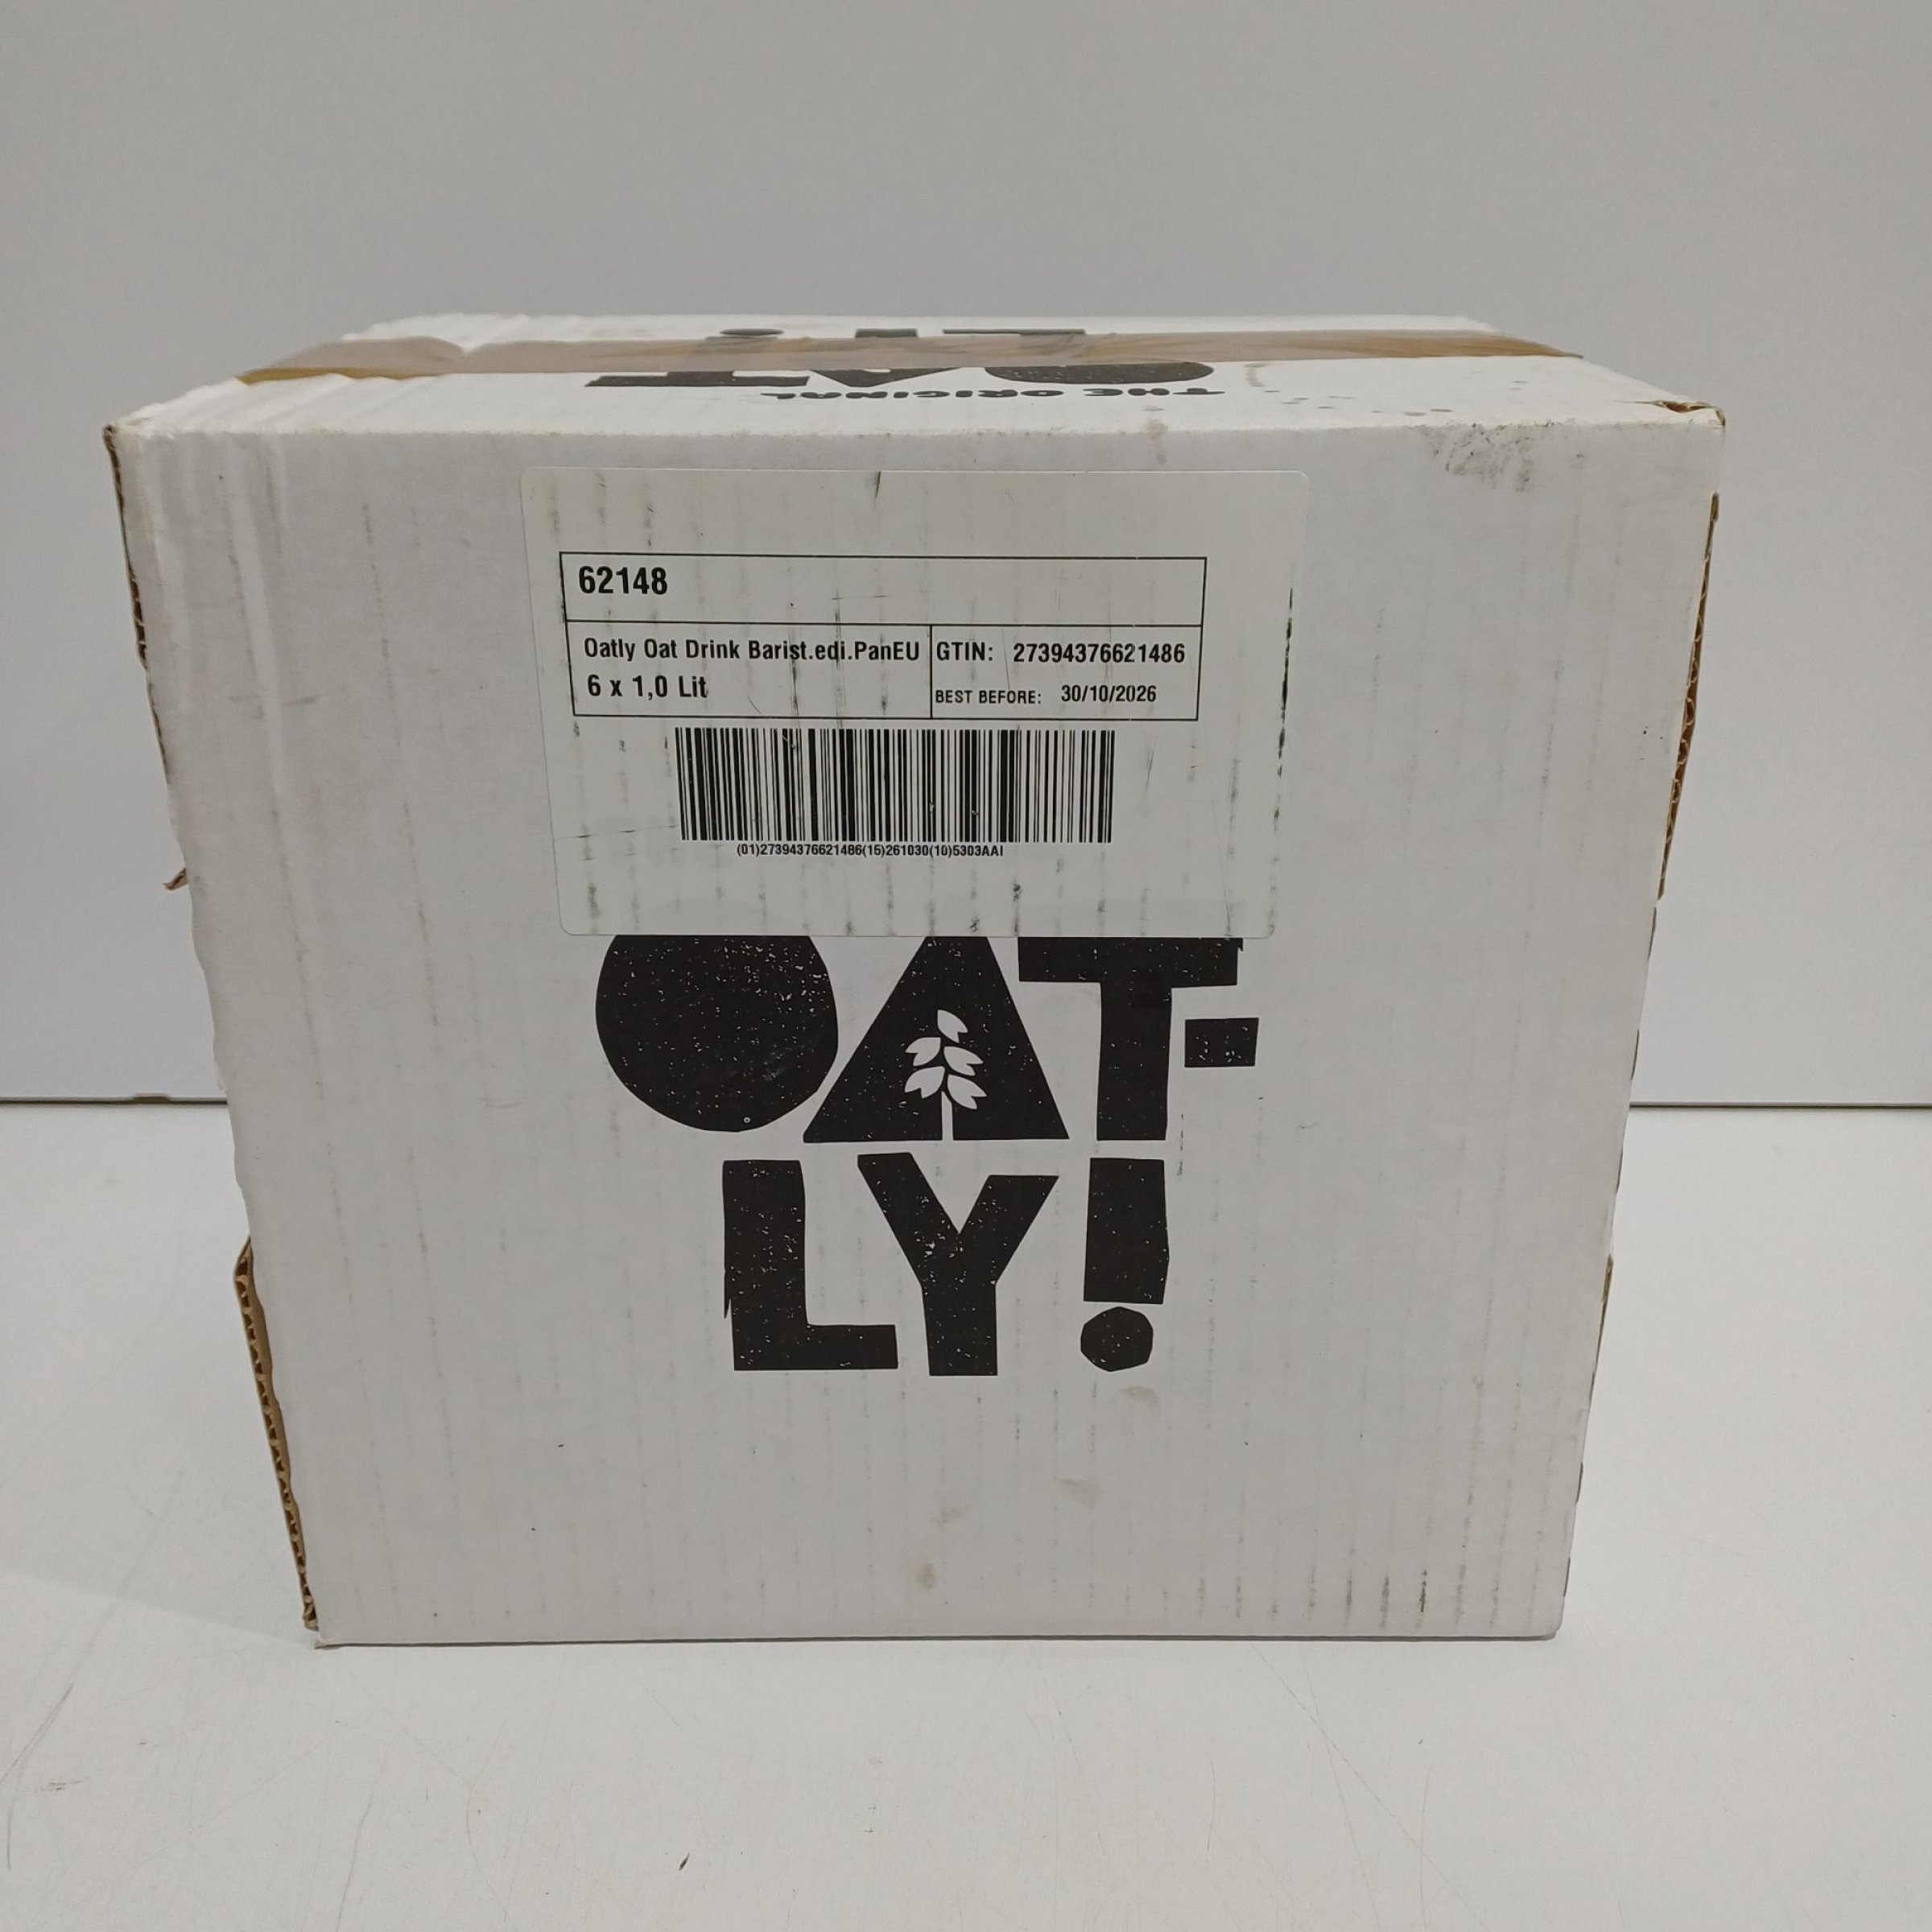 THE ORIGINAL
OAT
LY!
62148
Oatly Oat Drink Barist.edi.PanEU
6 x 1,0 Lit
GTIN: 27394376621486
BEST BEFORE: 30/10/2026
(01)27394376621486(15)261030(10)5303AAI
OAT-
LY!